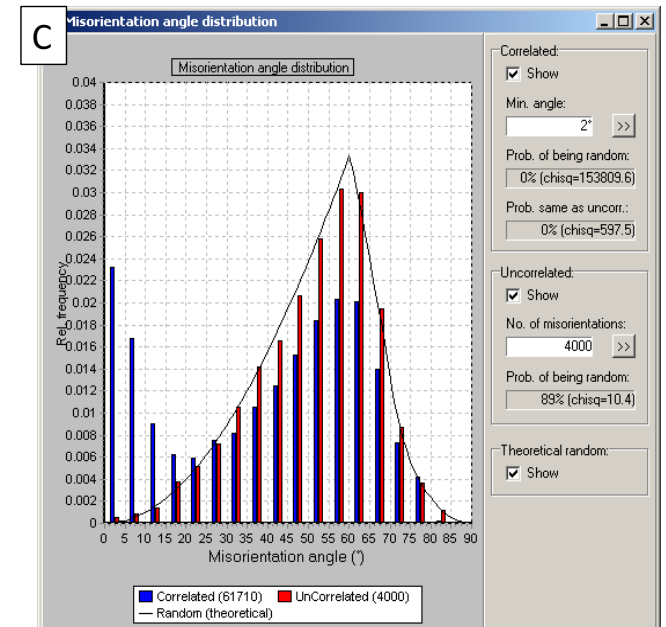 C
Misorientation angle distribution
Misorientation angle distribution
0.04
0.038
0.036
0.034
0.032
0.03
0.028
0.026
0.024
0.022
0.02
0.018
0.016
0.014
0.012
0.01
0.008
0.006
0.004
0.002
0
Rel. frequency
0 5 10 15 20 25 30 35 40 45 50 55 60 65 70 75 80 85 90
Misorientation angle (°)
Correlated (61710) UnCorrelated (4000)
Random (theoretical)
Correlated:
Show
Min. angle:
2° >>
Prob. of being random:
0% (chisq=153809.6)
Prob. same as uncorr.:
0% (chisq=597.5)
Uncorrelated:
Show
No. of misorientations:
4000 >>
Prob. of being random:
89% (chisq=10.4)
Theoretical random:
Show